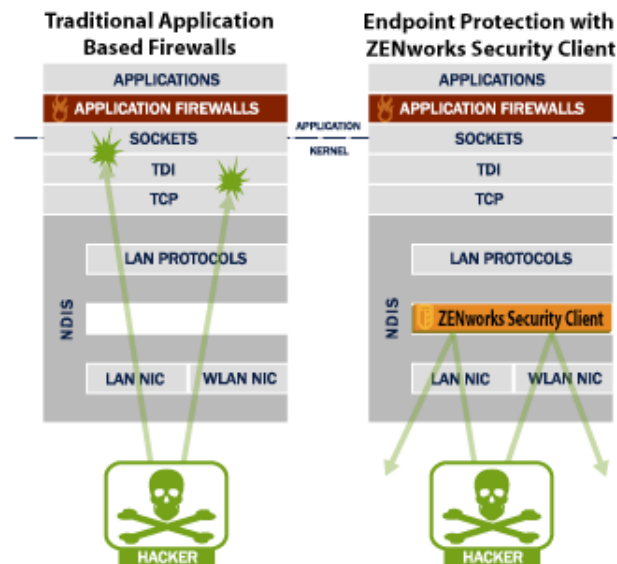 Traditional Application
Based Firewalls
APPLICATIONS
APPLICATION FIREWALLS
SOCKETS
TDI
TCP
LAN PROTOCOLS
NDIS
LAN NIC
WLAN NIC
HACKER
APPLICATION
KERNEL
Endpoint Protection with
ZENworks Security Client
APPLICATIONS
APPLICATION FIREWALLS
SOCKETS
TDI
TCP
LAN PROTOCOLS
NDIS
ZENworks Security Client
LAN NIC
WLAN NIC
HACKER